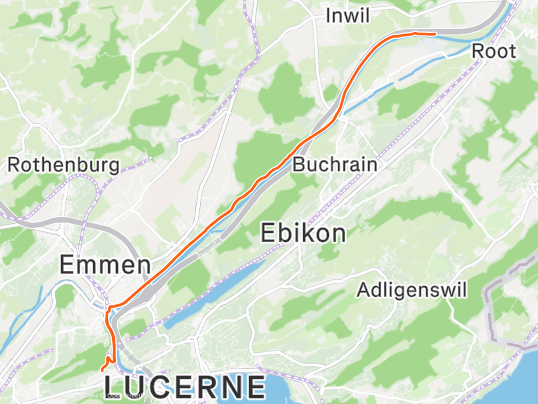 Inwil
Root
Rothenburg
Buchrain
Ebikon
Emmen
Adligenswil
LUCERNE